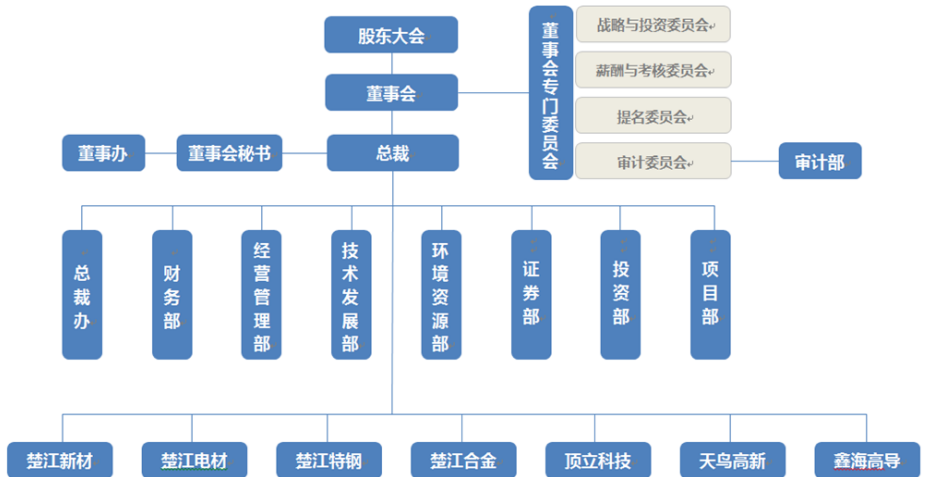 股东大会
董事会
董事会专门委员会
战略与投资委员会
薪酬与考核委员会
提名委员会
审计委员会
审计部
董事办
董事会秘书
总裁
总裁办
财务部
经营管理部
技术发展部
环境资源部
证券部
投资部
项目部
楚江新材
楚江电材
楚江特钢
楚江合金
顶立科技
天鸟高新
鑫海高导